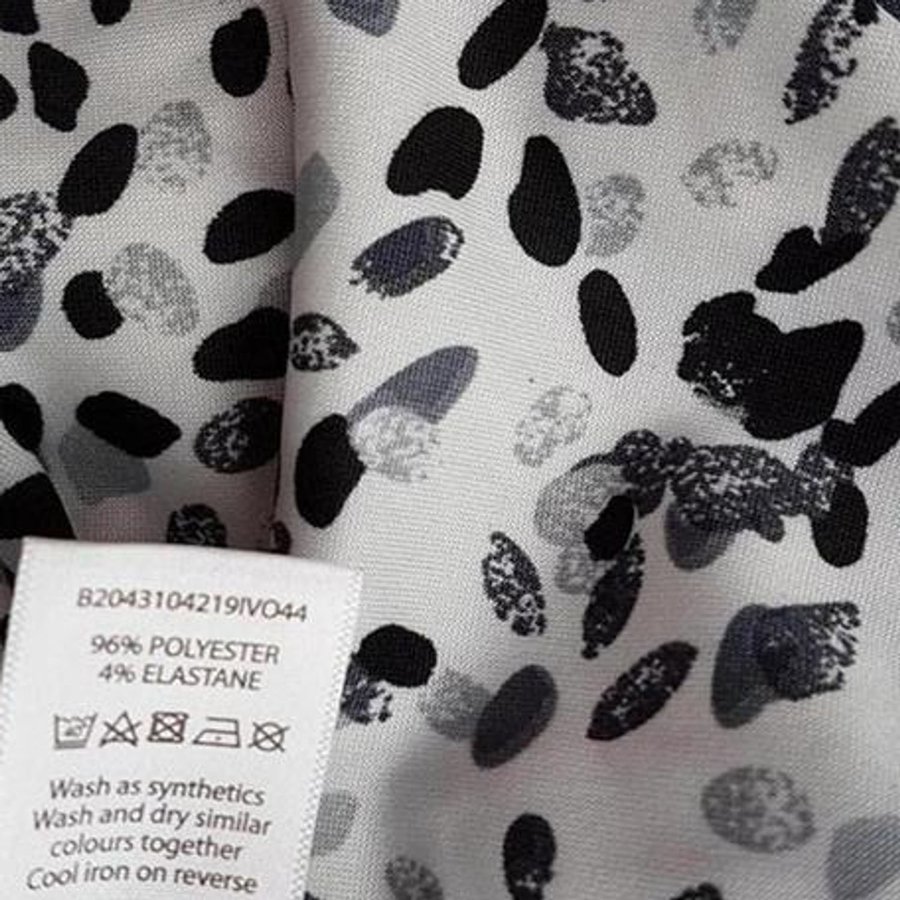 B2043104219IVO44
96% POLYESTER
4% ELASTANE
Wash as synthetics
Wash and dry similar
colours together
Cool iron on reverse